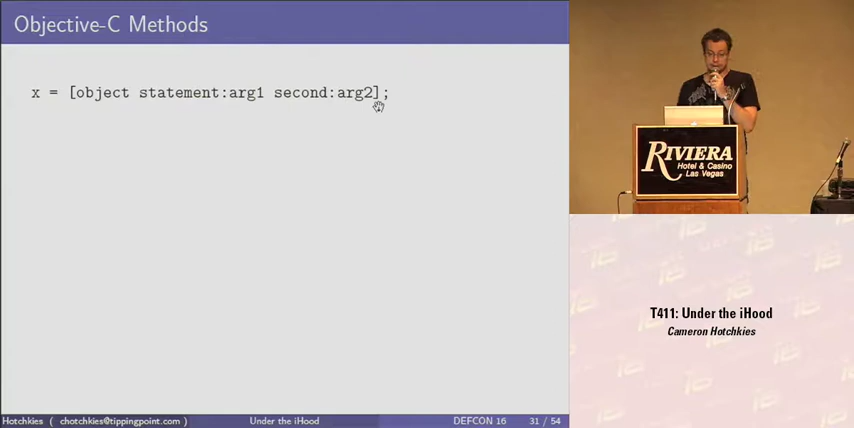 Objective-C Methods
x = [object statement:arg1 second:arg2];
Hotchkies ( chotchkies@tippingpoint.com ) Under the iHood DEFCON 16 31 / 54
RIVIERA
Hotel & Casino
Las Vegas
T411: Under the iHood
Cameron Hotchkies